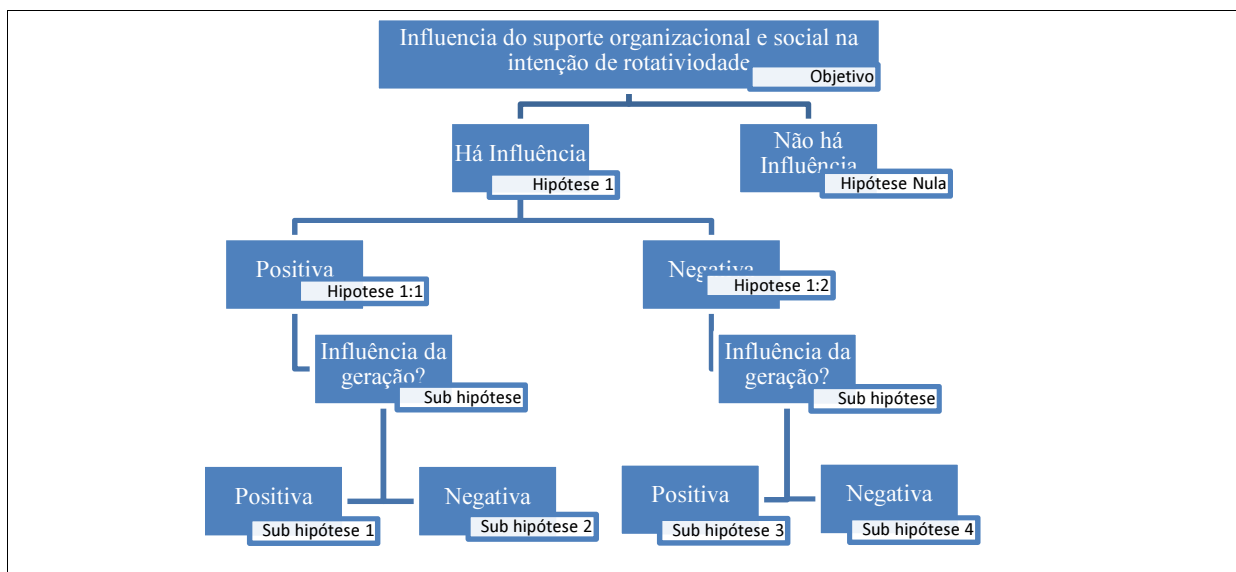 Influencia do suporte organizacional e social na
intenção de rotatividade
Objetivo
Há Influência
Hipótese 1
Não há
Influência
Hipótese Nula
Positiva
Hipotese 1:1
Negativa
Hipotese 1:2
Influência da
geração?
Sub hipótese
Influência da
geração?
Sub hipótese
Positiva
Sub hipótese 1
Negativa
Sub hipótese 2
Positiva
Sub hipótese 3
Negativa
Sub hipótese 4